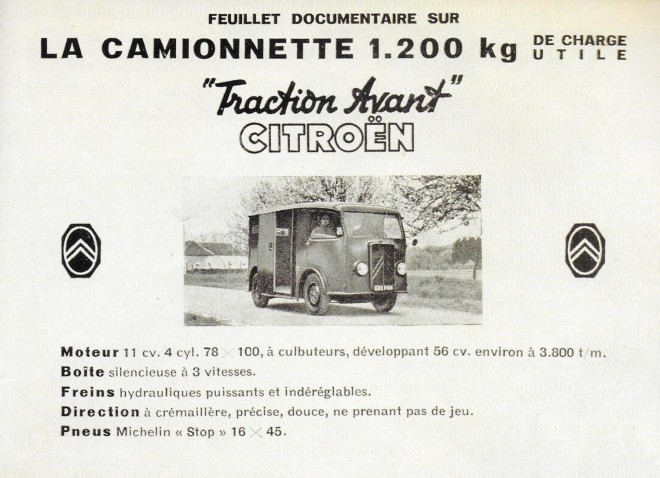 FEUILLET DOCUMENTAIRE SUR
LA CAMIONNETTE 1.200 kg DE CHARGE UTILE
"Traction Avant"
CITROËN
Moteur 11 cv. 4 cyl. 78 × 100, à culbuteurs, développant 56 cv. environ à 3.800 t/m.
Boîte silencieuse à 3 vitesses.
Freins hydrauliques puissants et indéréglables.
Direction à crémaillère, précise, douce, ne prenant pas de jeu.
Pneus Michelin « Stop » 16 × 45.